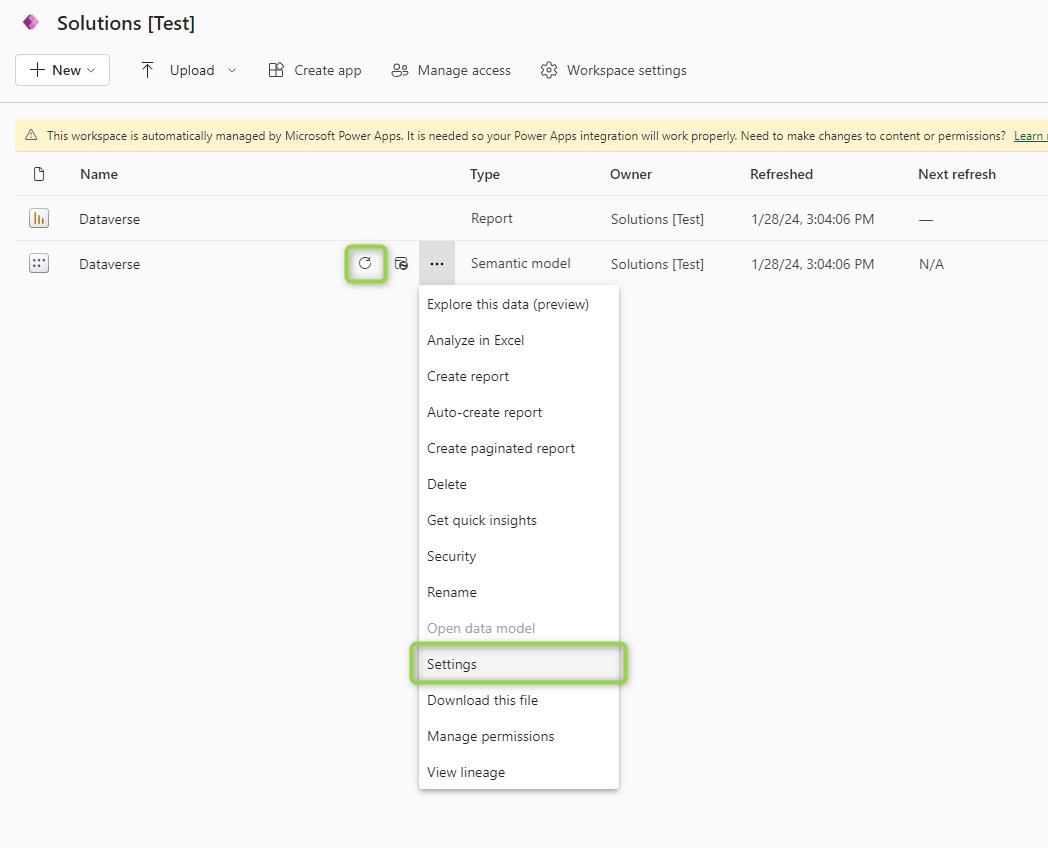 Solutions [Test]
New Upload Create app Manage access Workspace settings
This workspace is automatically managed by Microsoft Power Apps. It is needed so your Power Apps integration will work properly. Need to make changes to content or permissions? Learn
Name Type Owner Refreshed Next refresh
Dataverse Report Solutions [Test] 1/28/24, 3:04:06 PM —
Dataverse ... Semantic model Solutions [Test] 1/28/24, 3:04:06 PM N/A
Explore this data (preview)
Analyze in Excel
Create report
Auto-create report
Create paginated report
Delete
Get quick insights
Security
Rename
Open data model
Settings
Download this file
Manage permissions
View lineage